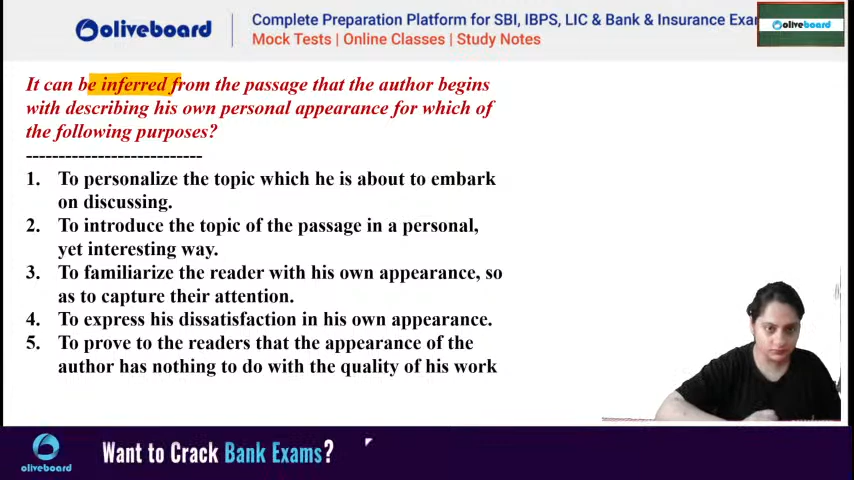 oliveboard
Complete Preparation Platform for SBI, IBPS, LIC & Bank & Insurance Exa
Mock Tests | Online Classes | Study Notes
oliveboard
It can be inferred from the passage that the author begins
with describing his own personal appearance for which of
the following purposes?
---------------------------
1. To personalize the topic which he is about to embark
on discussing.
2. To introduce the topic of the passage in a personal,
yet interesting way.
3. To familiarize the reader with his own appearance, so
as to capture their attention.
4. To express his dissatisfaction in his own appearance.
5. To prove to the readers that the appearance of the
author has nothing to do with the quality of his work
oliveboard
Want to Crack Bank Exams?